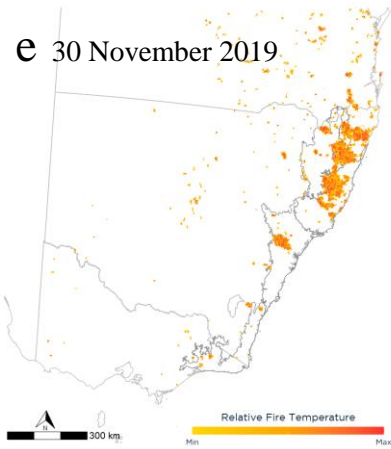 e 30 November 2019
N
300 km
Relative Fire Temperature
Min Max